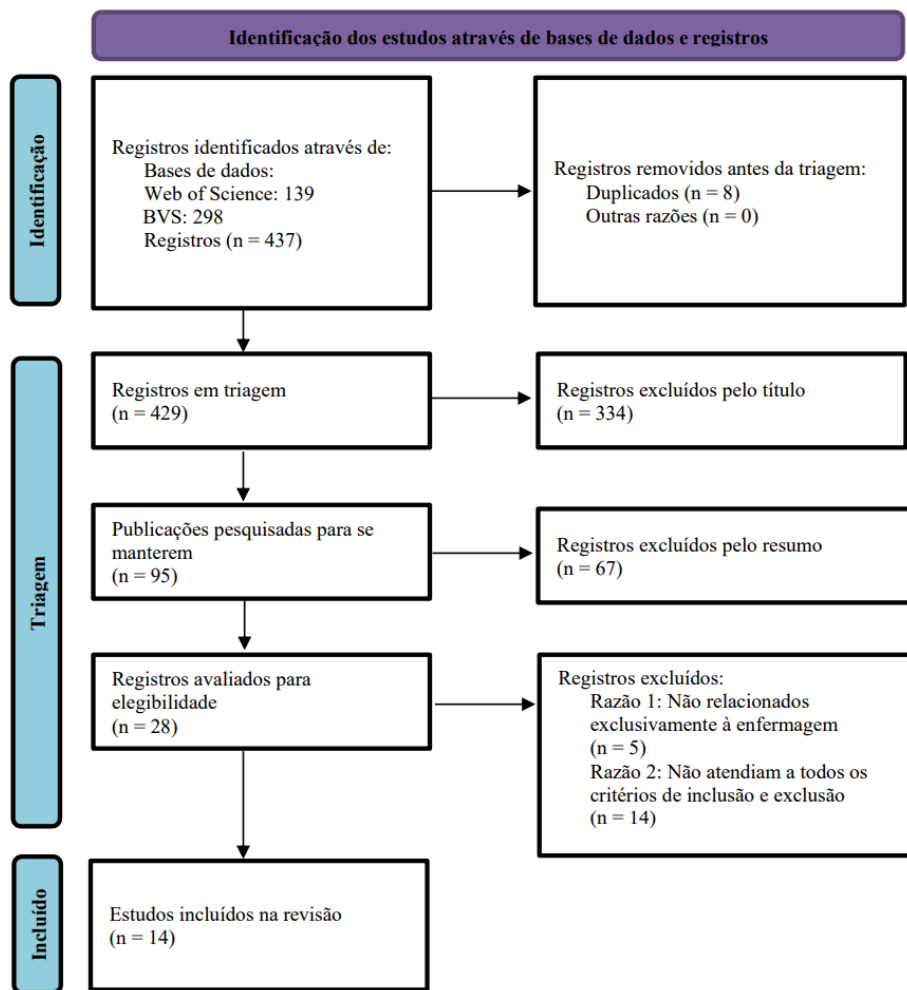 Identificação dos estudos através de bases de dados e registros
Identificação
Registros identificados através de:
Bases de dados:
Web of Science: 139
BVS: 298
Registros (n = 437)
Registros removidos antes da triagem:
Duplicados (n = 8)
Outras razões (n = 0)
Triagem
Registros em triagem
(n = 429)
Registros excluídos pelo título
(n = 334)
Publicações pesquisadas para se
manterem
(n = 95)
Registros excluídos pelo resumo
(n = 67)
Registros avaliados para
elegibilidade
(n = 28)
Registros excluídos:
Razão 1: Não relacionados
exclusivamente à enfermagem
(n = 5)
Razão 2: Não atendiam a todos os
critérios de inclusão e exclusão
(n = 14)
Incluído
Estudos incluídos na revisão
(n = 14)